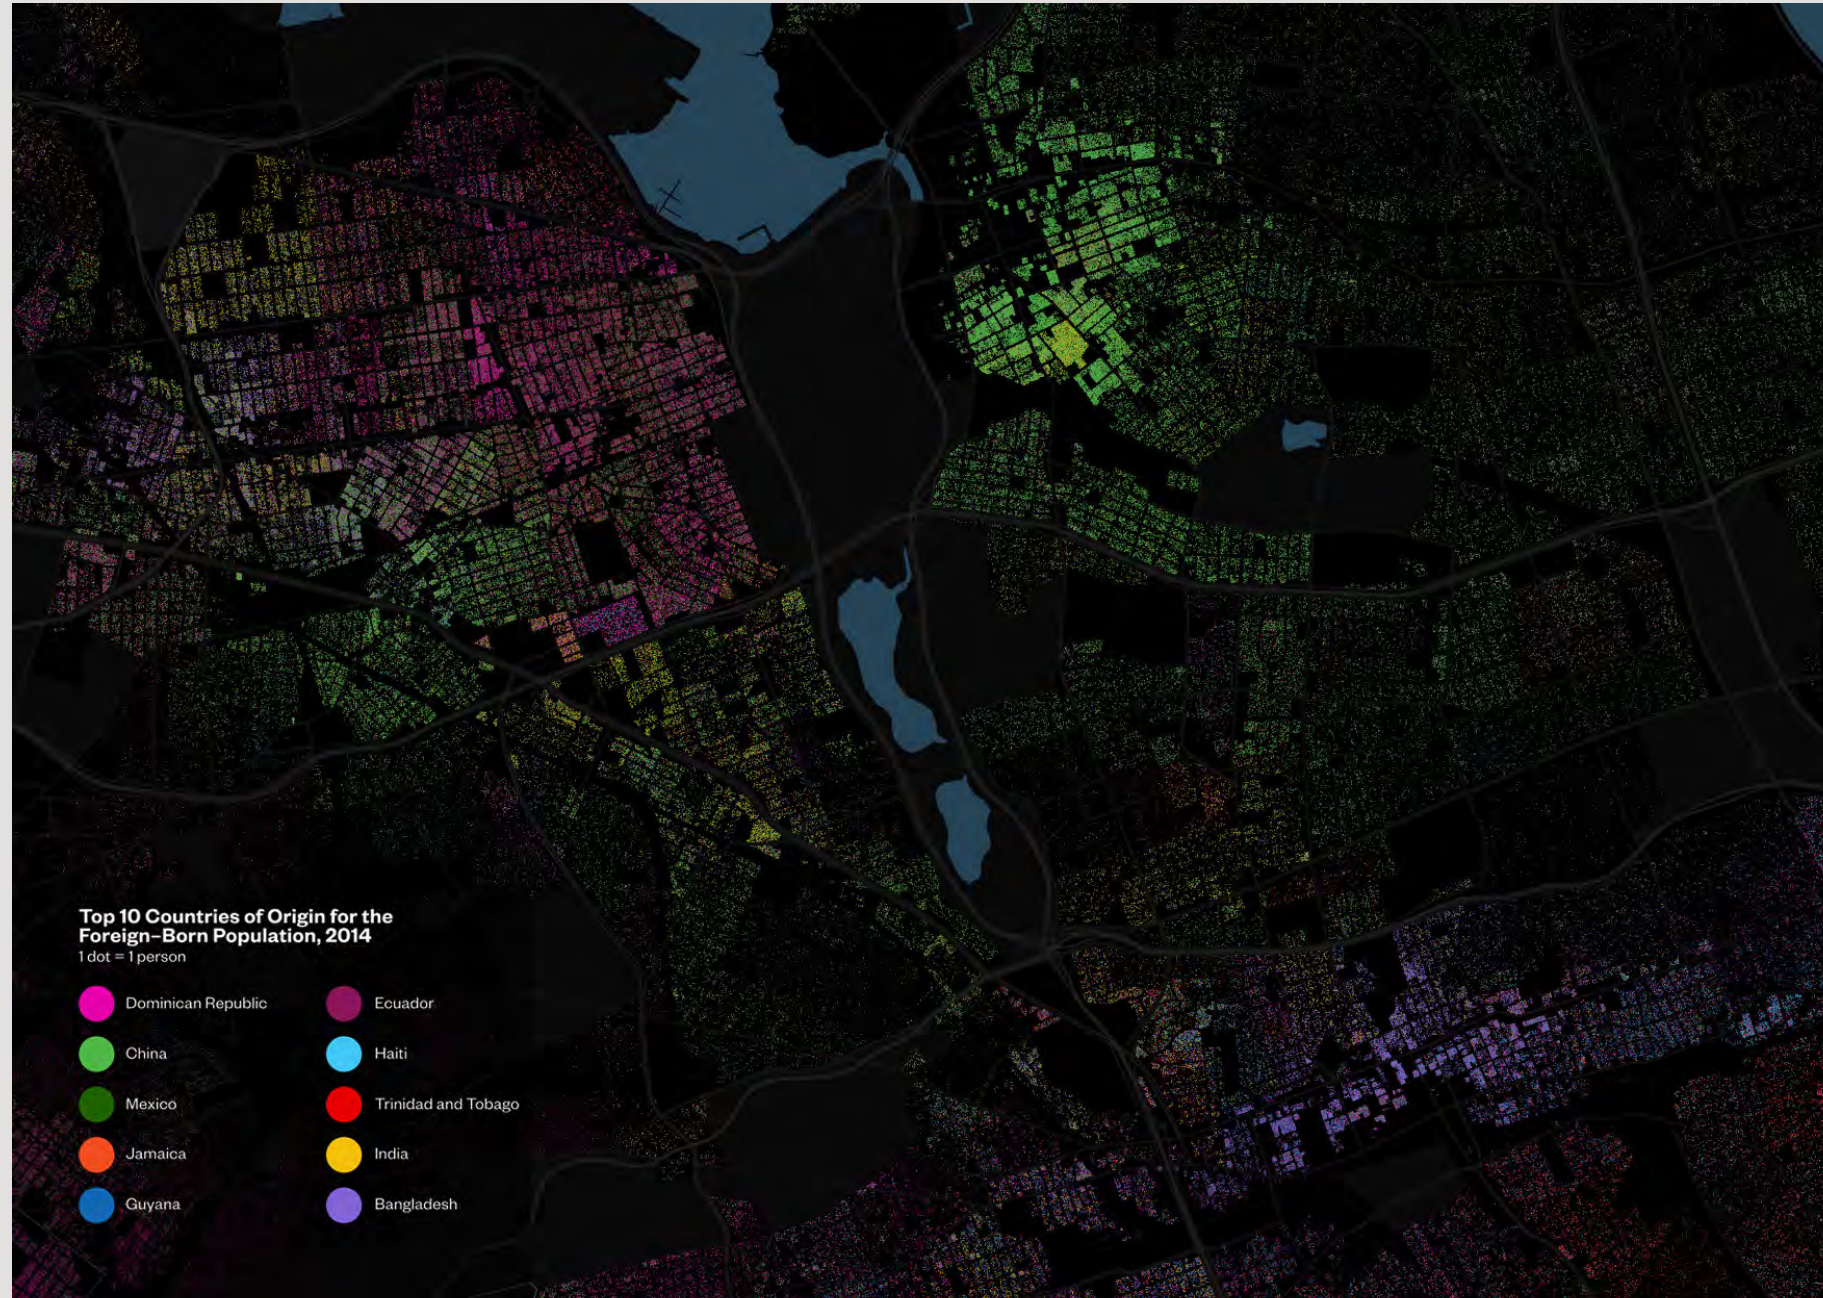 Top 10 Countries of Origin for the
Foreign-Born Population, 2014
1 dot = 1 person
Dominican Republic
China
Mexico
Jamaica
Guyana
Ecuador
Haiti
Trinidad and Tobago
India
Bangladesh